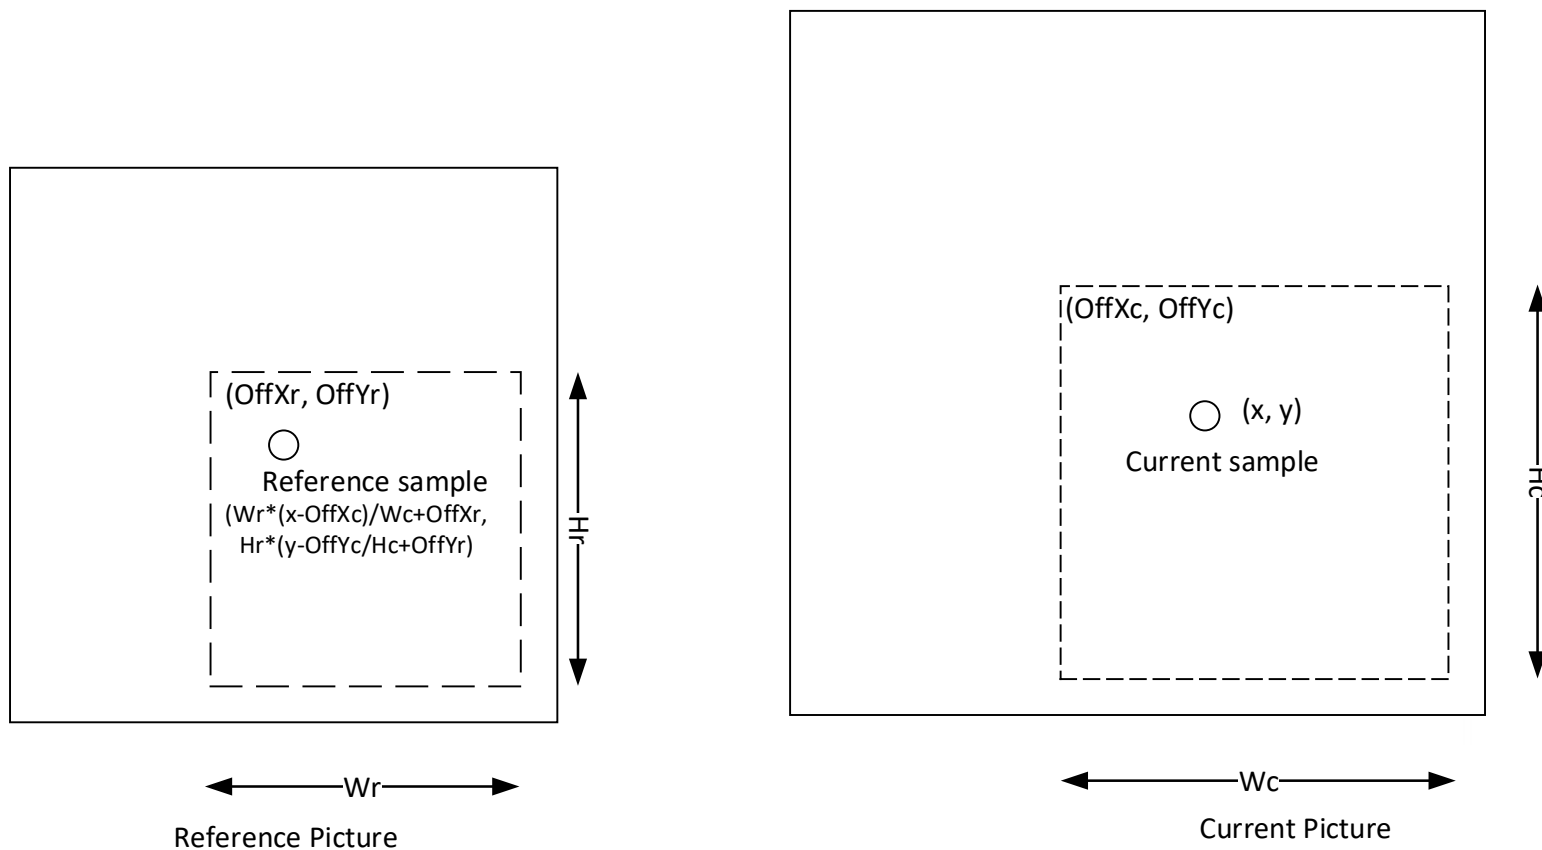 (OffXr, OffYr)
Reference sample
(Wr*(x-OffXc)/Wc+OffXr,
Hr*(y-OffYc/Hc+OffYr)
Hr
Wr
Reference Picture
(OffXc, OffYc)
(x, y)
Current sample
Hc
Wc
Current Picture